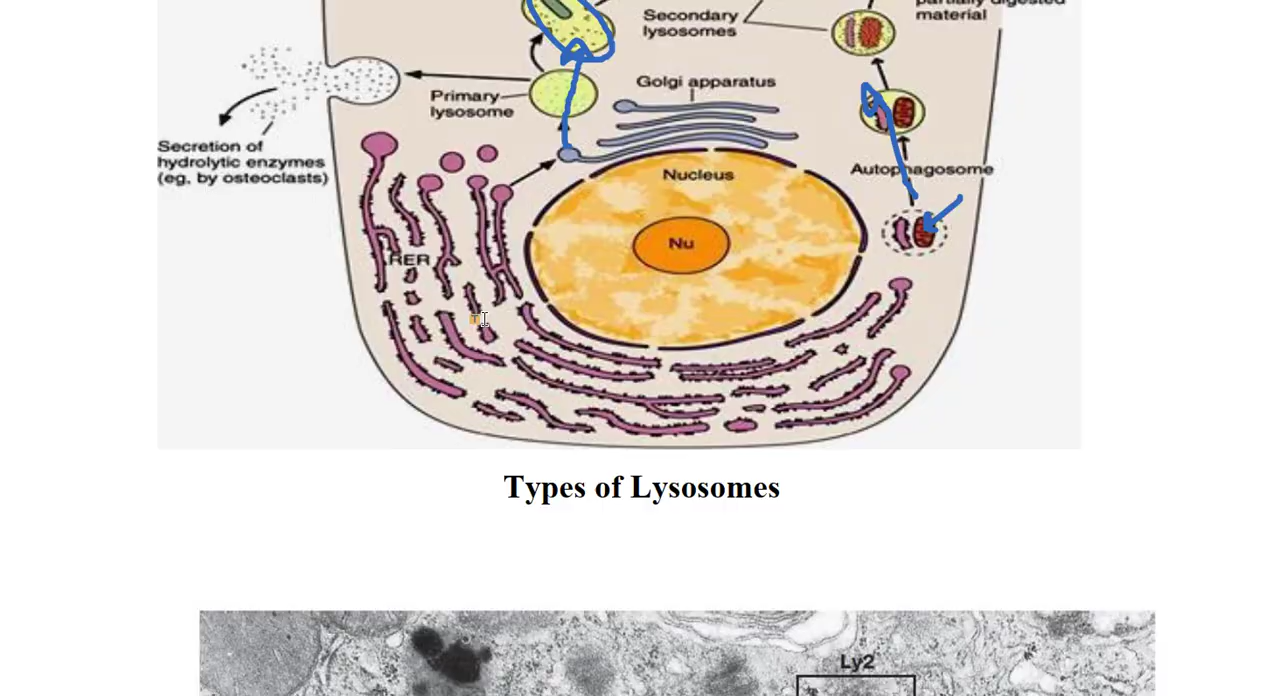 partially digested
material
Secondary
lysosomes
Golgi apparatus
Primary
lysosome
Secretion of
hydrolytic enzymes
(eg, by osteoclasts)
Nucleus
Autophagosome
Nu
RER
Types of Lysosomes
Ly2